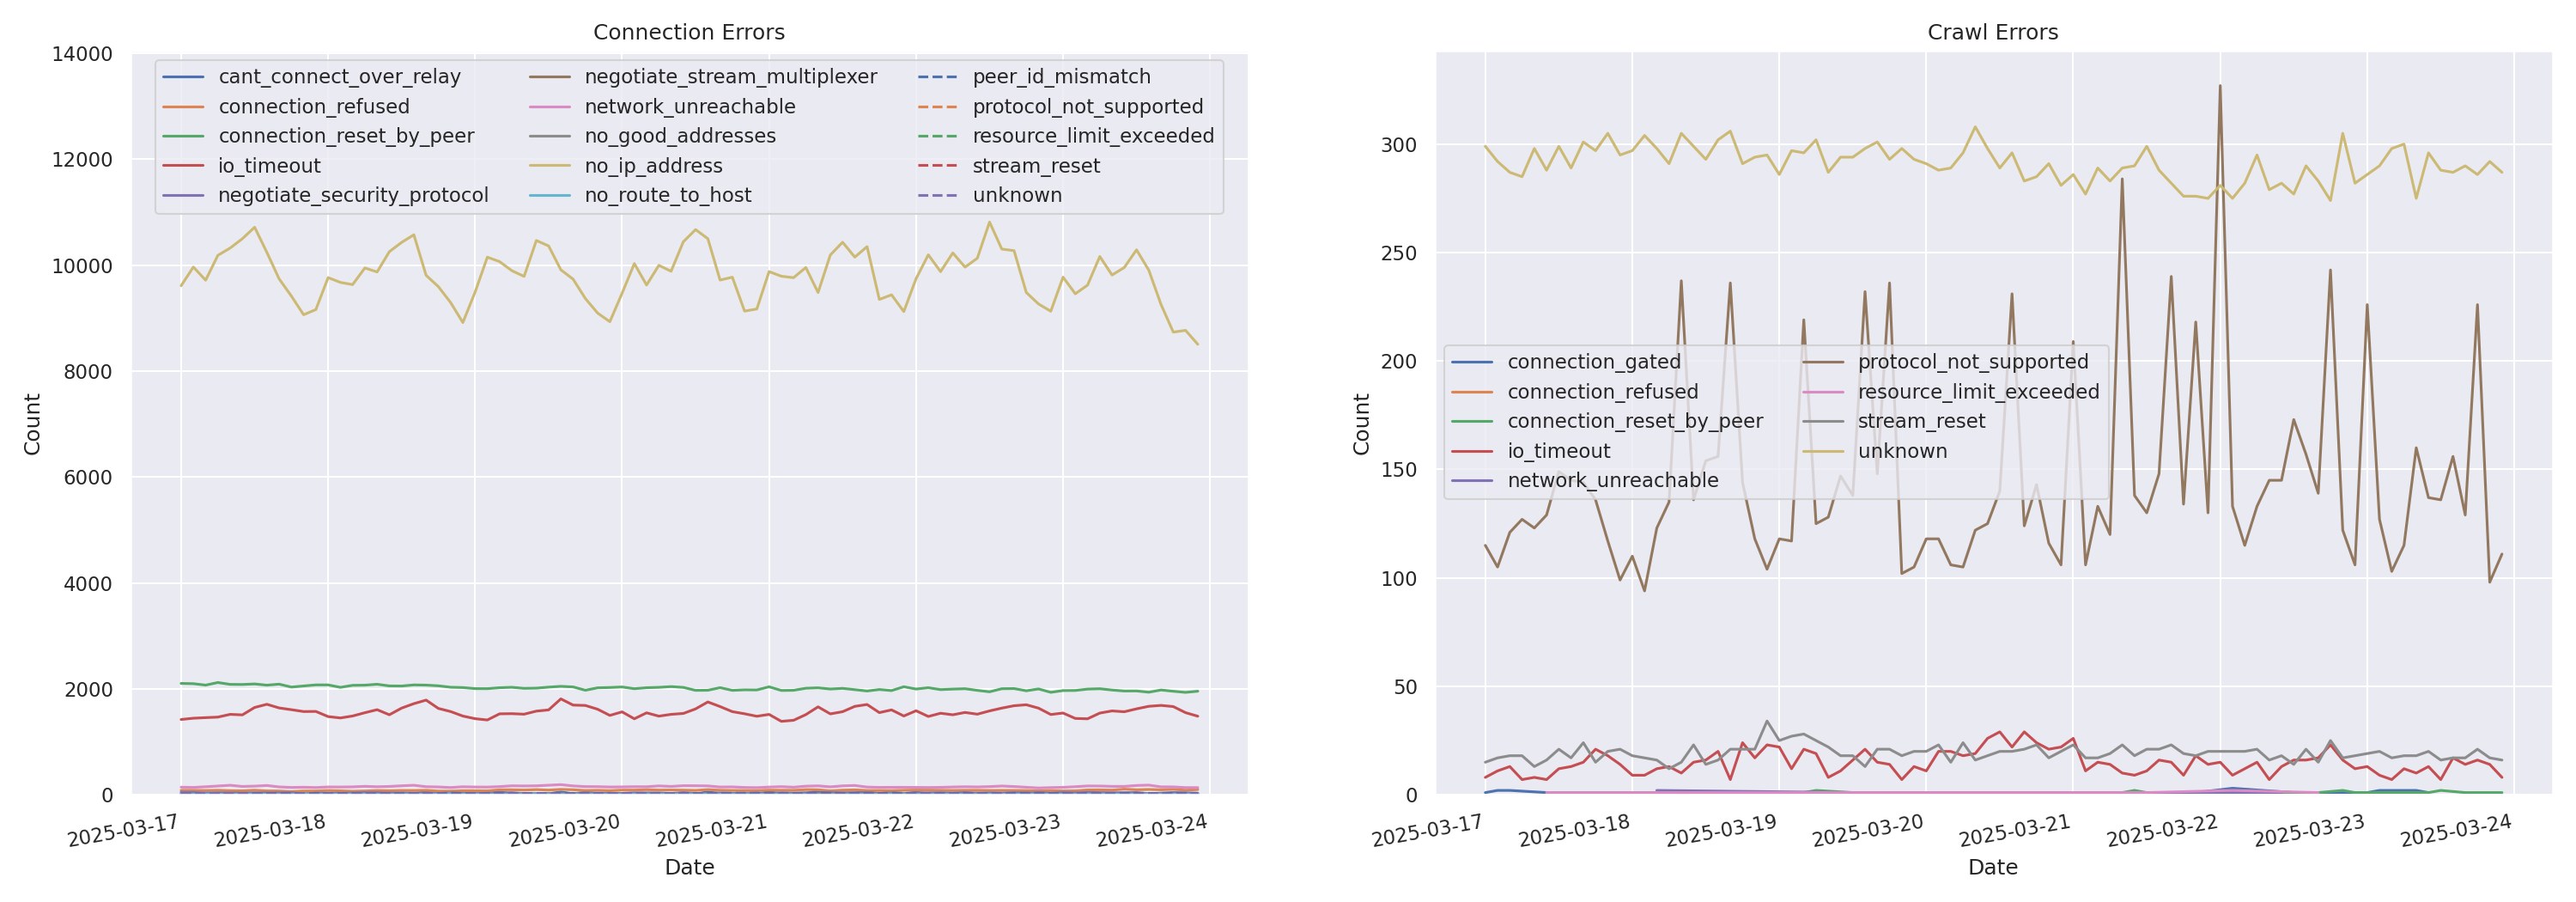 Connection Errors
14000
12000
10000
8000
6000
4000
2000
0
Count
cant_connect_over_relay
connection_refused
connection_reset_by_peer
io_timeout
negotiate_security_protocol
negotiate_stream_multiplexer
network_unreachable
no_good_addresses
no_ip_address
no_route_to_host
peer_id_mismatch
protocol_not_supported
resource_limit_exceeded
stream_reset
unknown
2025-03-17
2025-03-18
2025-03-19
2025-03-20
2025-03-21
2025-03-22
2025-03-23
2025-03-24
Date
Crawl Errors
300
250
200
150
100
50
0
Count
connection_gated
connection_refused
connection_reset_by_peer
io_timeout
network_unreachable
protocol_not_supported
resource_limit_exceeded
stream_reset
unknown
2025-03-17
2025-03-18
2025-03-19
2025-03-20
2025-03-21
2025-03-22
2025-03-23
2025-03-24
Date